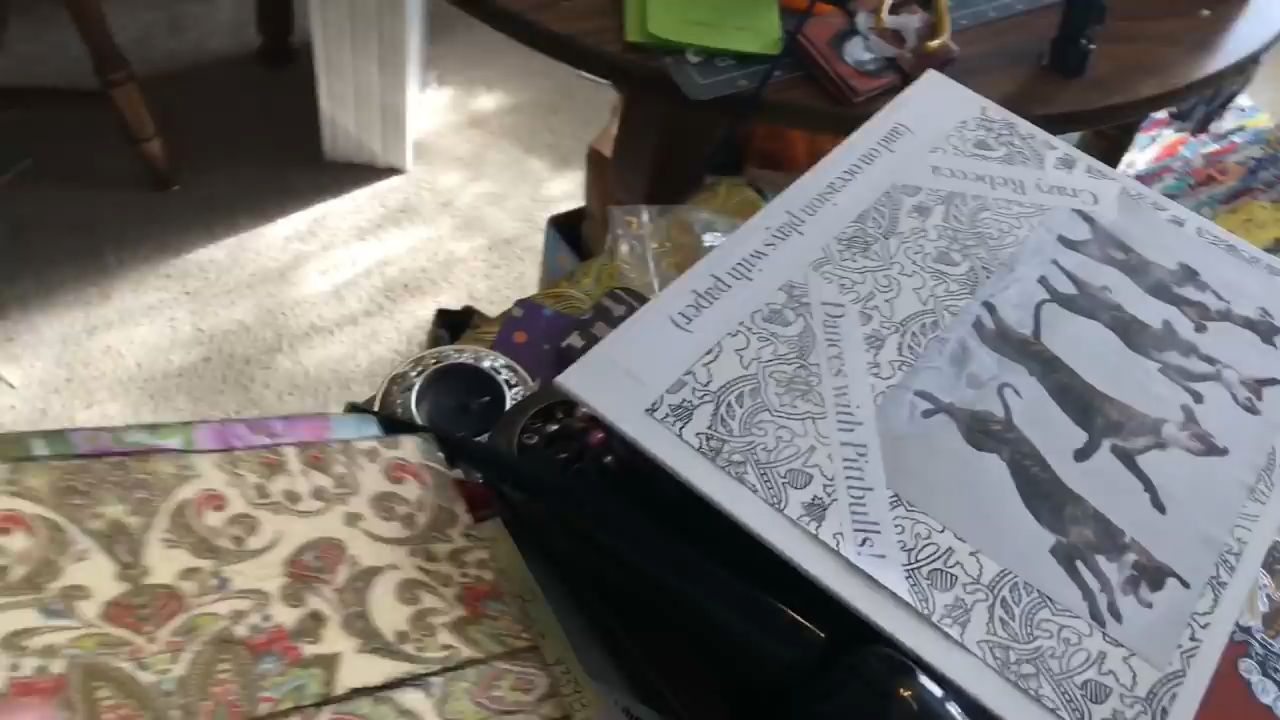 Crazy Rebecca
Dances with Pitbulls!
(and on occasion plays with paper)